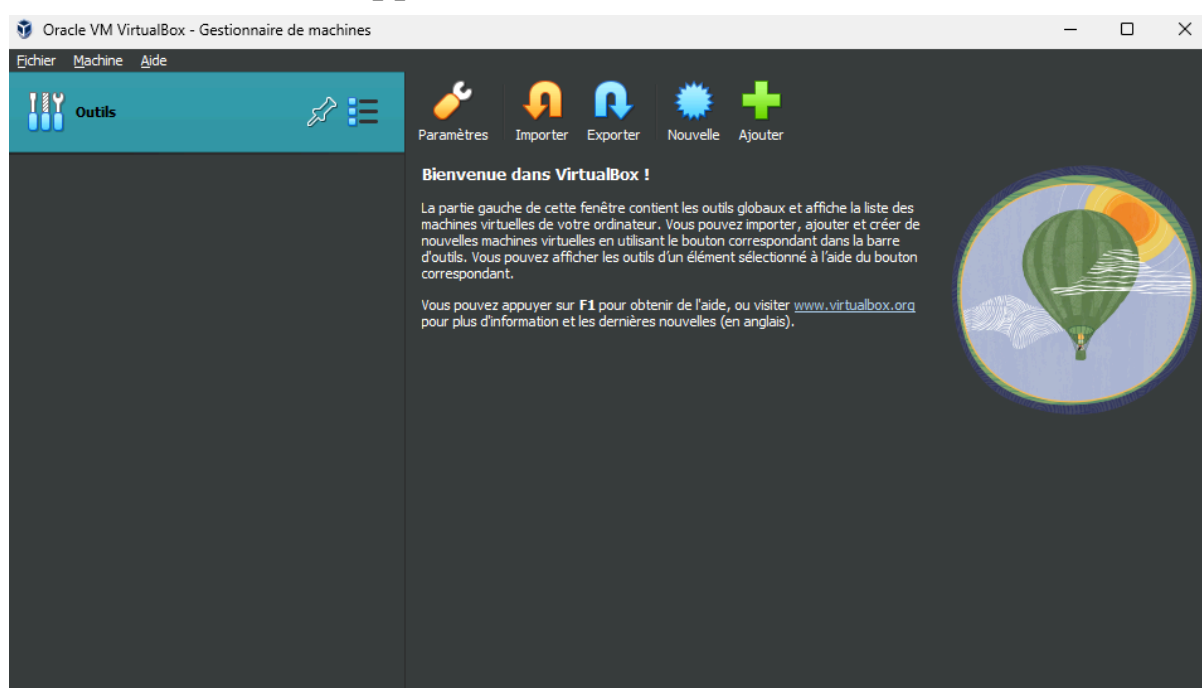 Oracle VM VirtualBox - Gestionnaire de machines
Fichier Machine Aide
Outils
Paramètres Importer Exporter Nouvelle Ajouter
Bienvenue dans VirtualBox !
La partie gauche de cette fenêtre contient les outils globaux et affiche la liste des
machines virtuelles de votre ordinateur. Vous pouvez importer, ajouter et créer de
nouvelles machines virtuelles en utilisant le bouton correspondant dans la barre
d'outils. Vous pouvez afficher les outils d’un élément sélectionné à l’aide du bouton
correspondant.
Vous pouvez appuyer sur F1 pour obtenir de l'aide, ou visiter www.virtualbox.org
pour plus d'information et les dernières nouvelles (en anglais).